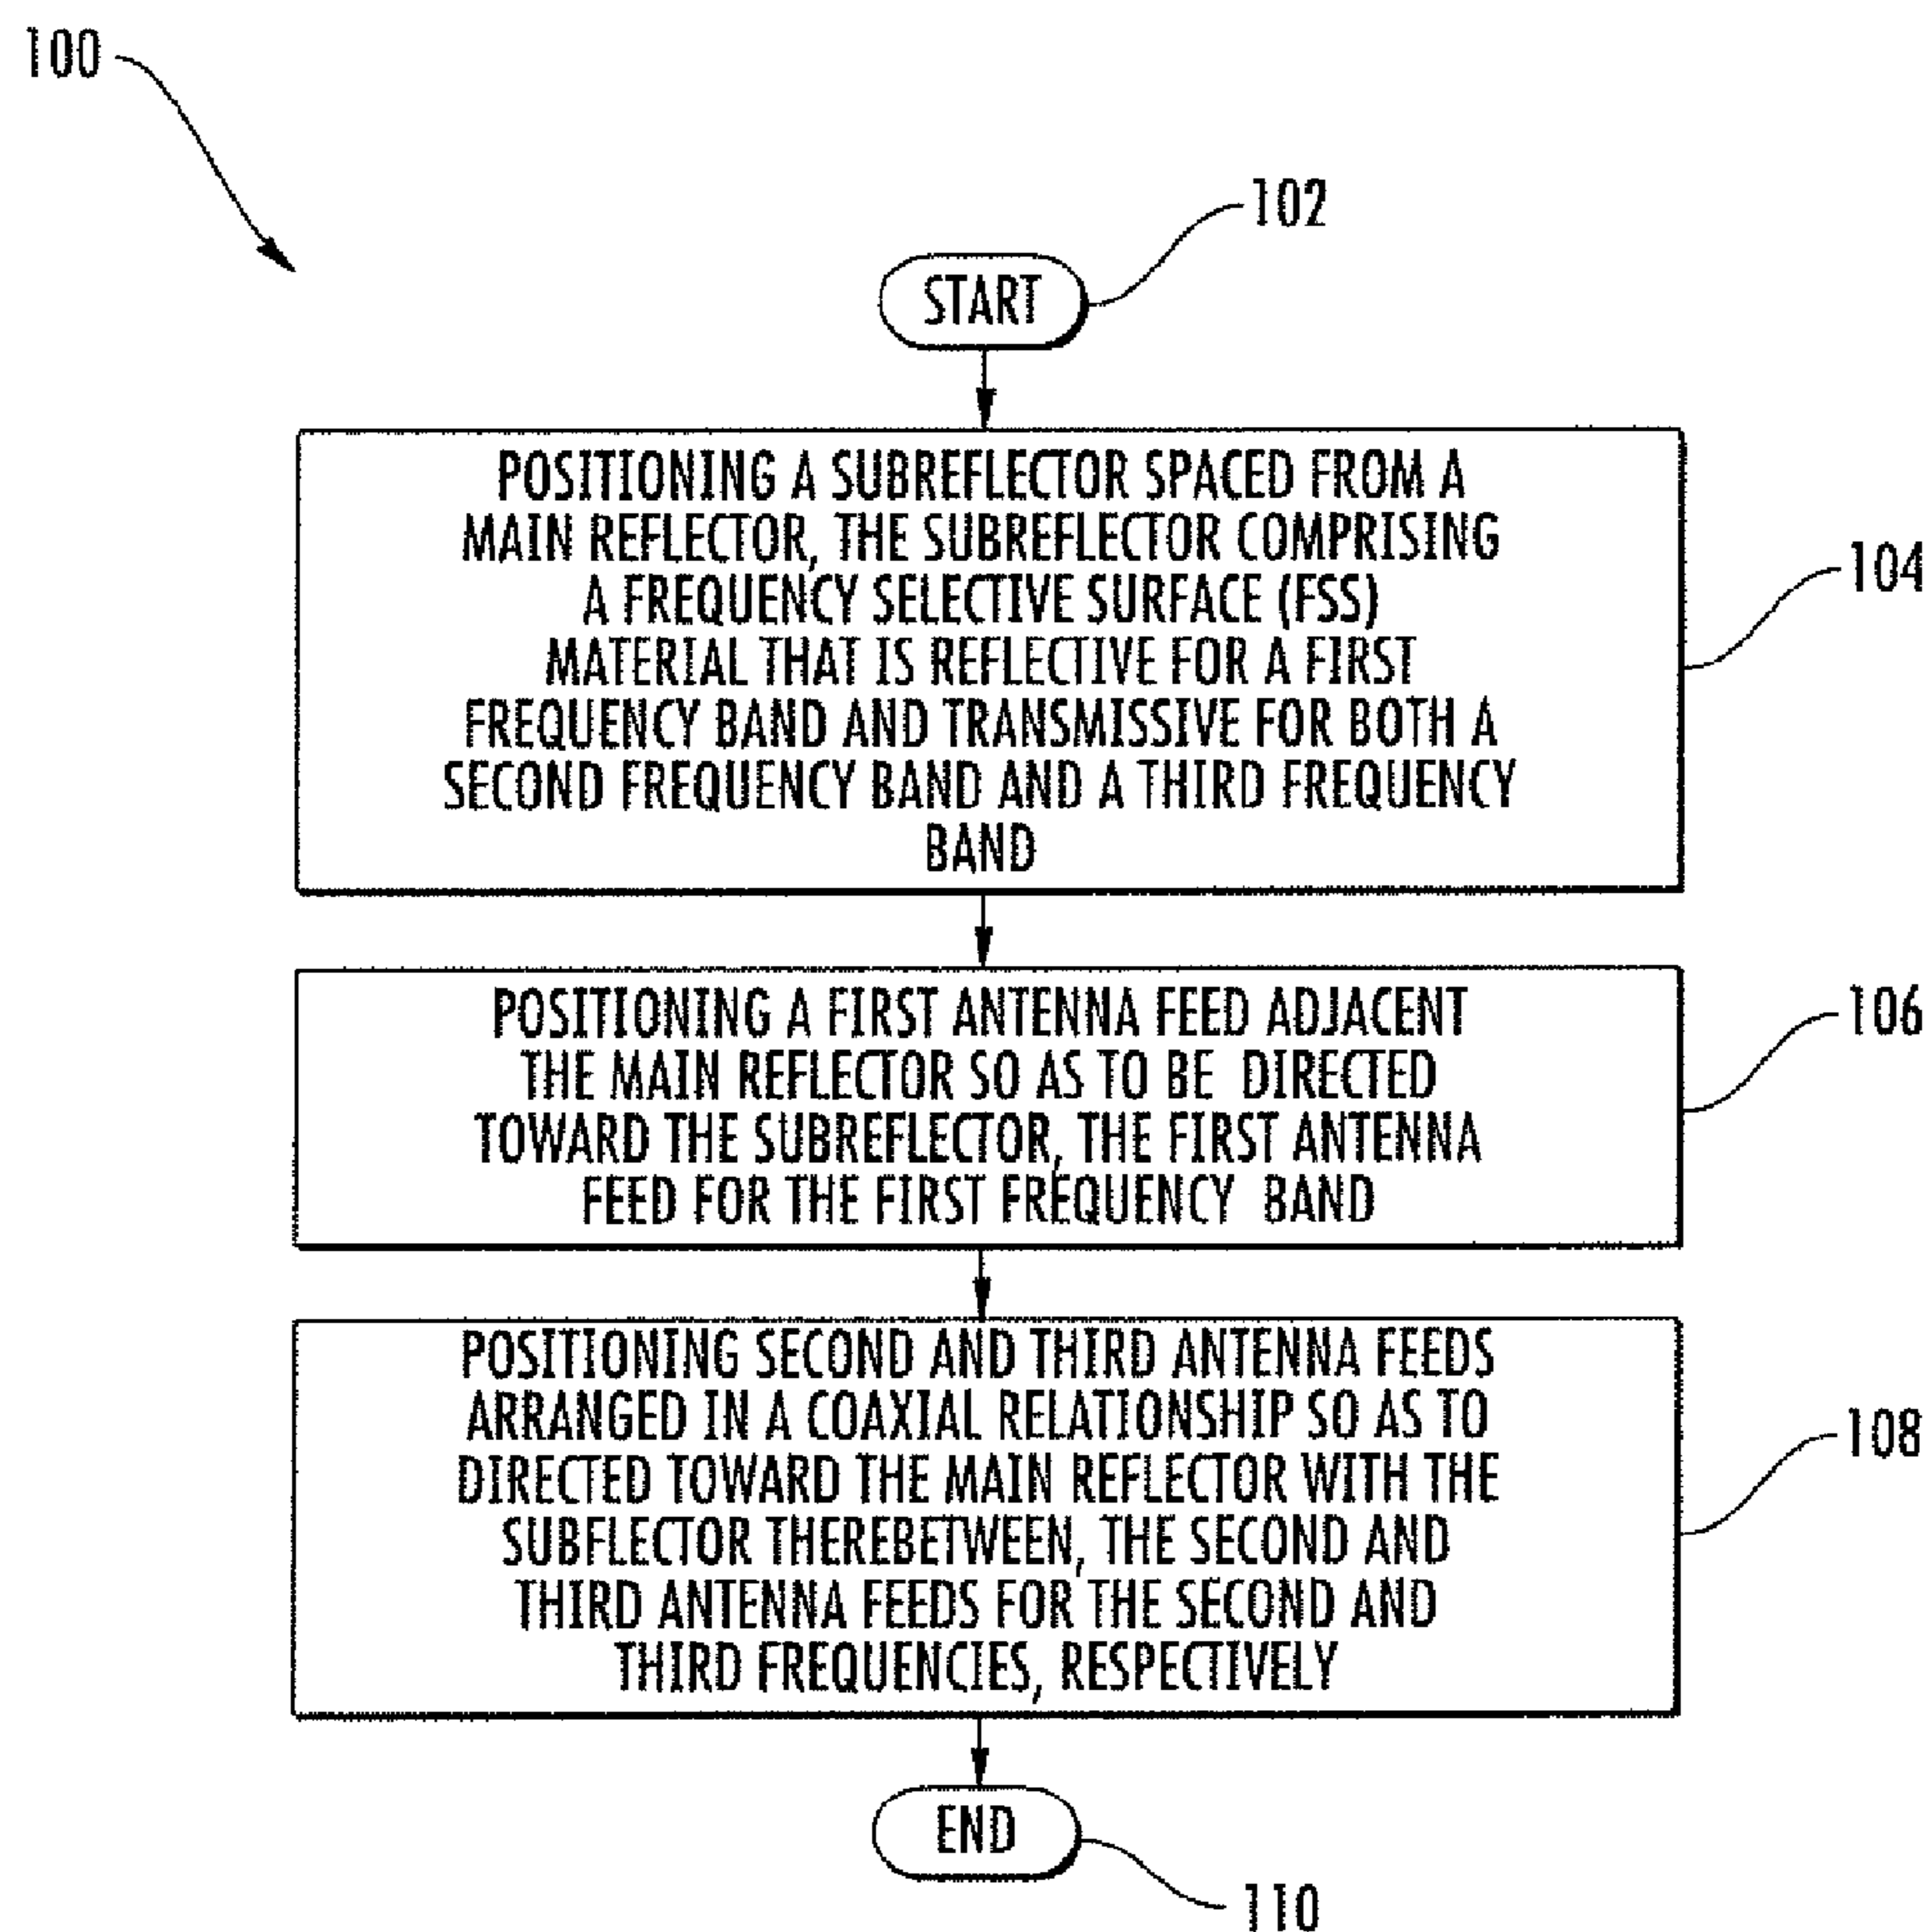 100
102
START
POSITIONING A SUBREFLECTOR SPACED FROM A
MAIN REFLECTOR, THE SUBREFLECTOR COMPRISING
A FREQUENCY SELECTIVE SURFACE (FSS)
MATERIAL THAT IS REFLECTIVE FOR A FIRST
FREQUENCY BAND AND TRANSMISSIVE FOR BOTH A
SECOND FREQUENCY BAND AND A THIRD FREQUENCY
BAND
104
POSITIONING A FIRST ANTENNA FEED ADJACENT
THE MAIN REFLECTOR SO AS TO BE DIRECTED
TOWARD THE SUBREFLECTOR, THE FIRST ANTENNA
FEED FOR THE FIRST FREQUENCY BAND
106
POSITIONING SECOND AND THIRD ANTENNA FEEDS
ARRANGED IN A COAXIAL RELATIONSHIP SO AS TO
DIRECTED TOWARD THE MAIN REFLECTOR WITH THE
SUBFLECTOR THEREBETWEEN, THE SECOND AND
THIRD ANTENNA FEEDS FOR THE SECOND AND
THIRD FREQUENCIES, RESPECTIVELY
108
END
110